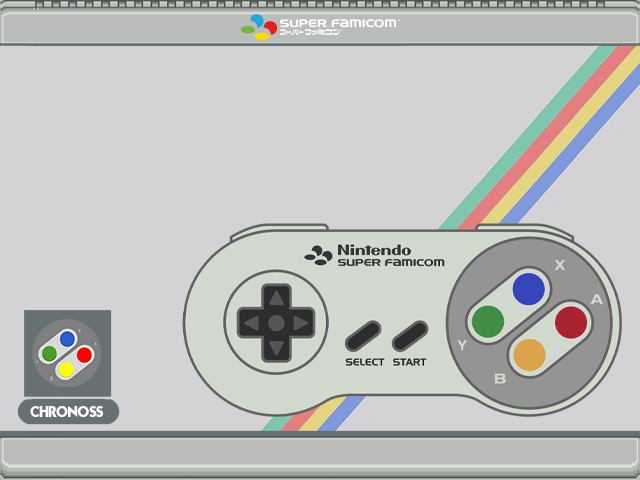 SUPER FAMICOM
スーパーファミコン
Nintendo
SUPER FAMICOM
X
A
Y
B
SELECT START
CHRONOSS